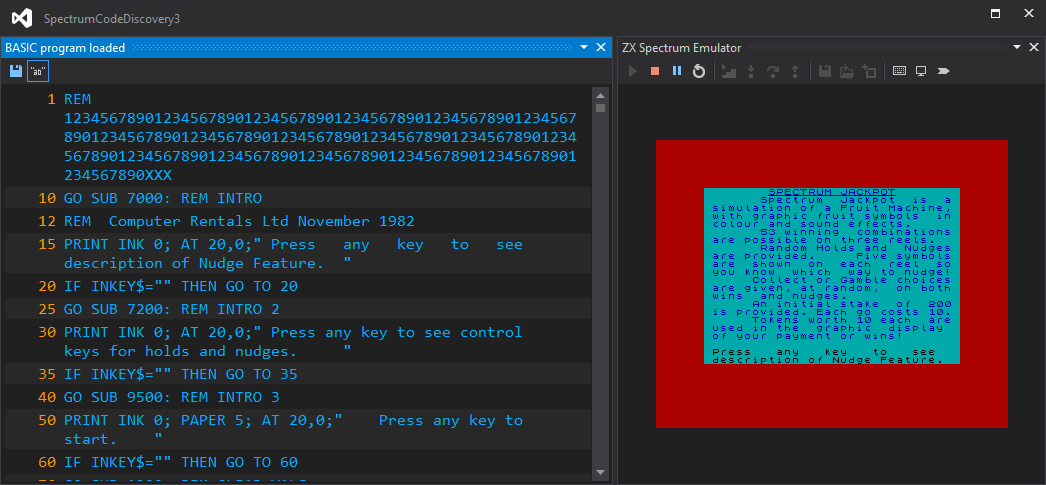 SpectrumCodeDiscovery3
BASIC program loaded
"ab"
1 REM
123456789012345678901234567890123456789012345678901234567
890123456789012345678901234567890123456789012345678901234
567890123456789012345678901234567890123456789012345678901
234567890XXX
10 GO SUB 7000: REM INTRO
12 REM  Computer Rentals Ltd November 1982
15 PRINT INK 0; AT 20,0;" Press   any   key   to   see
description of Nudge Feature.  "
20 IF INKEY$="" THEN GO TO 20
25 GO SUB 7200: REM INTRO 2
30 PRINT INK 0; AT 20,0;" Press any key to see control
keys for holds and nudges.     "
35 IF INKEY$="" THEN GO TO 35
40 GO SUB 9500: REM INTRO 3
50 PRINT INK 0; PAPER 5; AT 20,0;"    Press any key to
start.    "
60 IF INKEY$="" THEN GO TO 60
ZX Spectrum Emulator
SPECTRUM JACKPOT
Spectrum Jackpot is a
simulation of a Fruit Machine,
with graphic fruit symbols in
colour and sound effects.
53 winning combinations
are possible on three reels.
Random Holds and Nudges
are provided. Five symbols
are shown on each reel so
you know which way to nudge!
Collect or Gamble choices
are given, at random, on both
wins and nudges.
An initial stake of 200
is provided. Each go costs 10.
Tokens worth 10 each are
used in the graphic display
of your payment or wins!
Press any key to see
description of Nudge Feature.